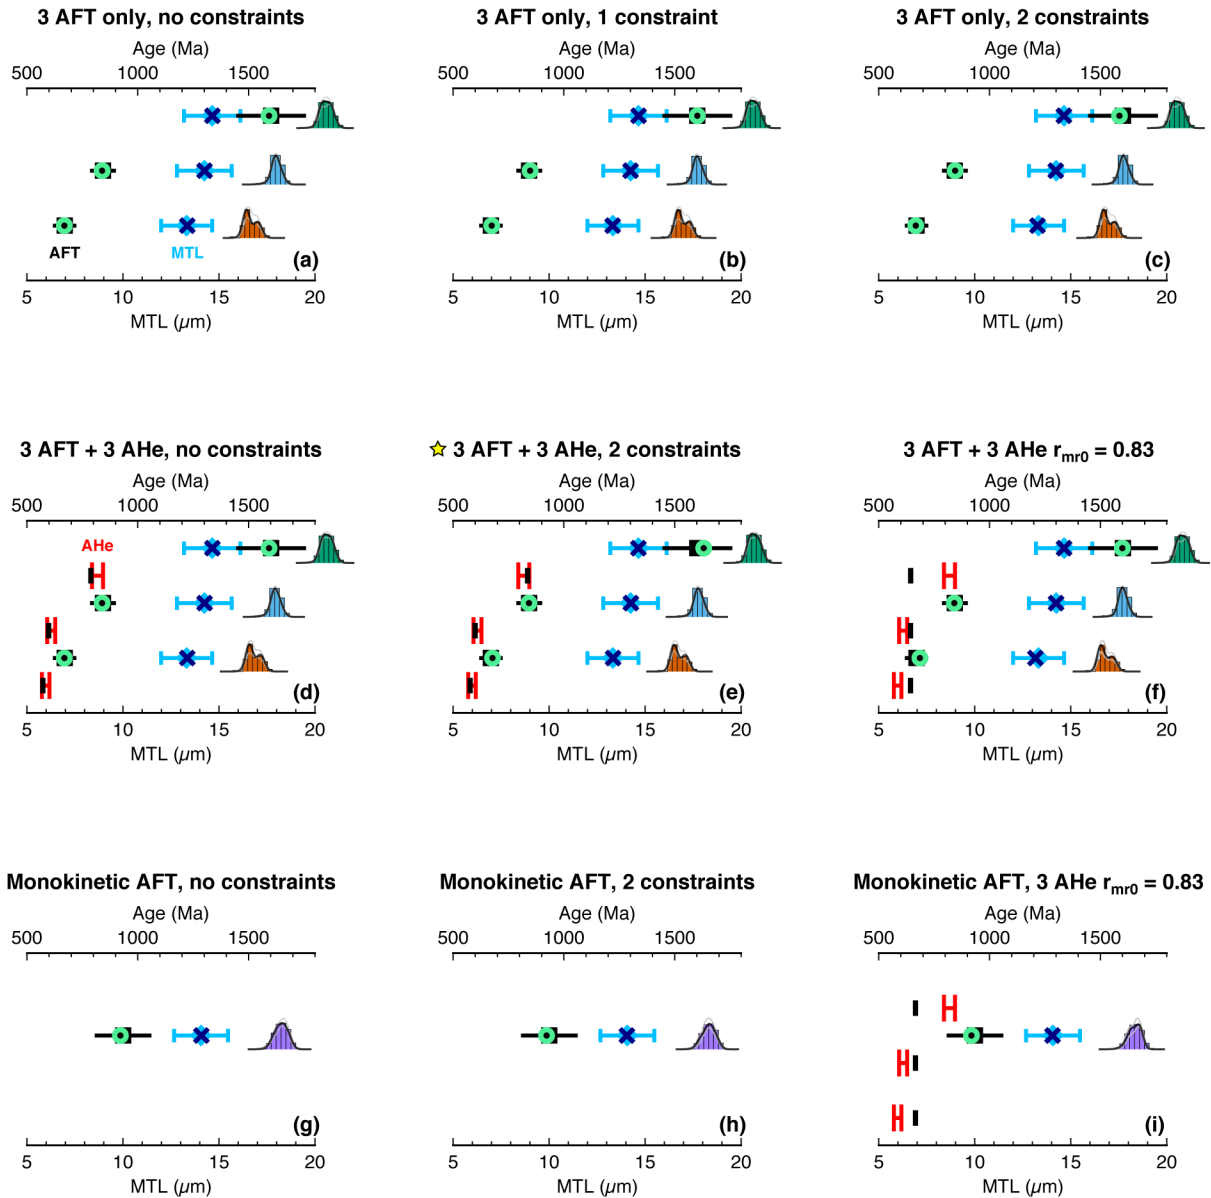 3 AFT only, no constraints
Age (Ma)
500 1000 1500
AFT MTL (a)
5 10 15 20
MTL (µm)
3 AFT only, 1 constraint
Age (Ma)
500 1000 1500
(b)
5 10 15 20
MTL (µm)
3 AFT only, 2 constraints
Age (Ma)
500 1000 1500
(c)
5 10 15 20
MTL (µm)
3 AFT + 3 AHe, no constraints
Age (Ma)
500 1000 1500
AHe
(d)
5 10 15 20
MTL (µm)
3 AFT + 3 AHe, 2 constraints
Age (Ma)
500 1000 1500
(e)
5 10 15 20
MTL (µm)
3 AFT + 3 AHe rmr0 = 0.83
Age (Ma)
500 1000 1500
(f)
5 10 15 20
MTL (µm)
Monokinetic AFT, no constraints
Age (Ma)
500 1000 1500
(g)
5 10 15 20
MTL (µm)
Monokinetic AFT, 2 constraints
Age (Ma)
500 1000 1500
(h)
5 10 15 20
MTL (µm)
Monokinetic AFT, 3 AHe rmr0 = 0.83
Age (Ma)
500 1000 1500
(i)
5 10 15 20
MTL (µm)